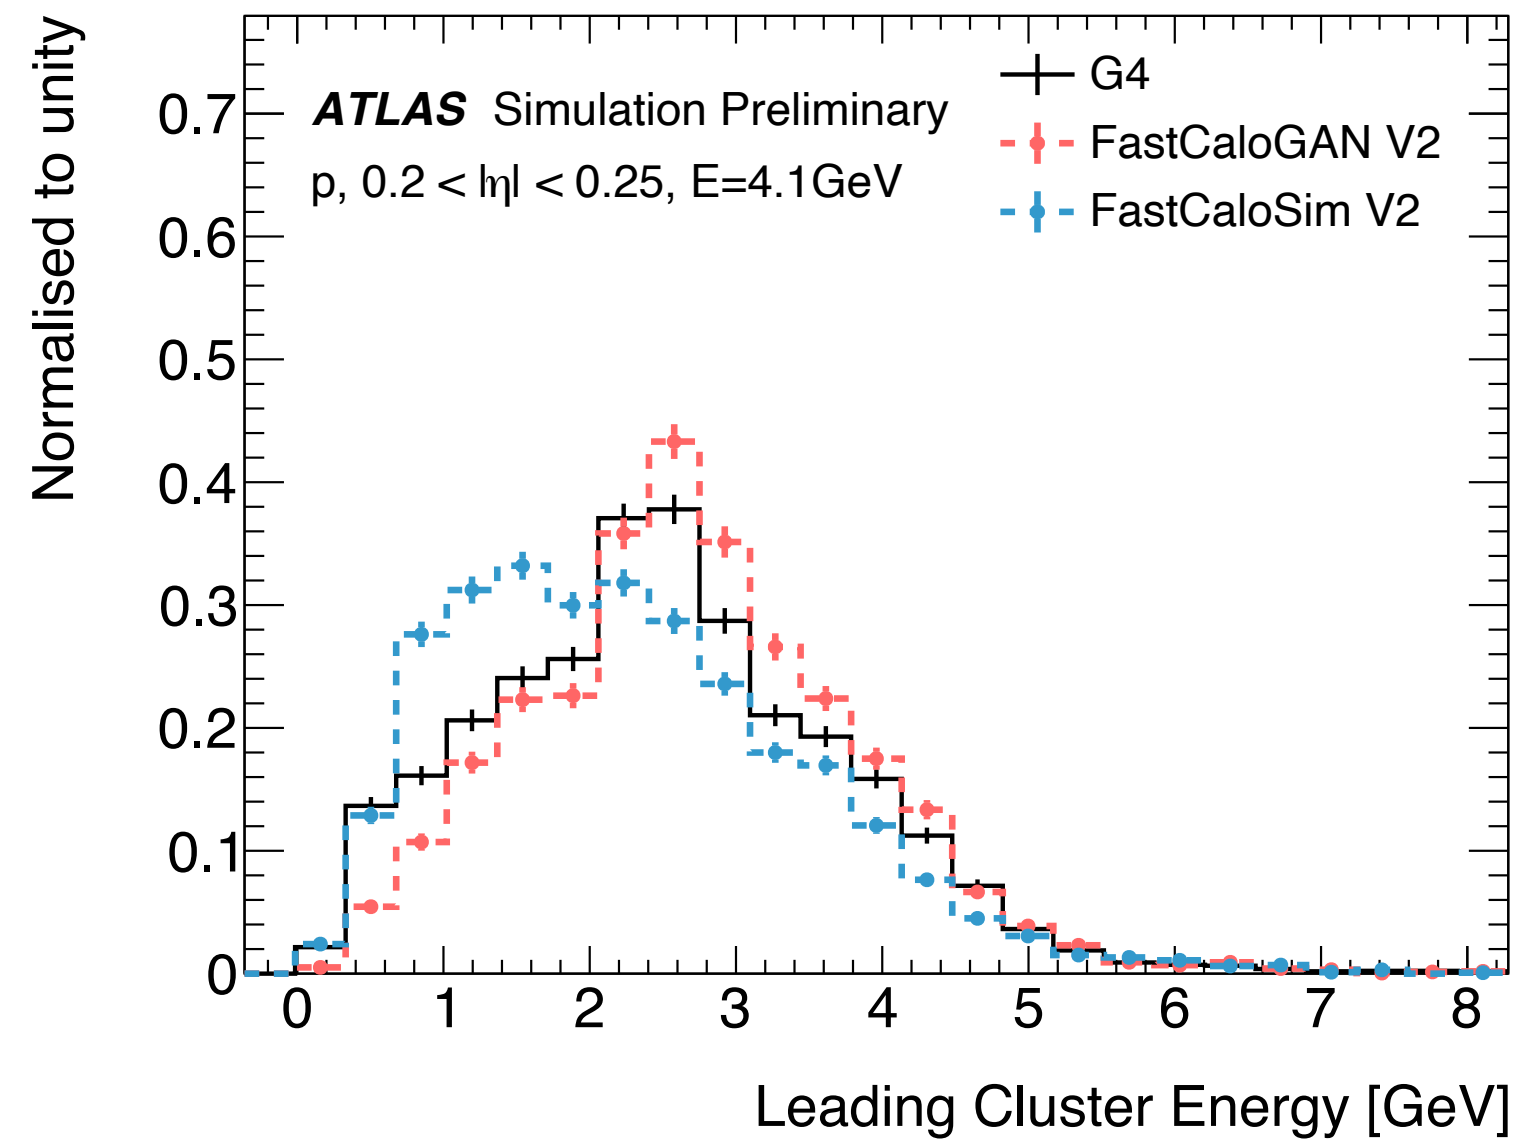 Normalised to unity
ATLAS Simulation Preliminary
p, 0.2 < |η| < 0.25, E=4.1GeV
G4
FastCaloGAN V2
FastCaloSim V2
0.7
0.6
0.5
0.4
0.3
0.2
0.1
0
0 1 2 3 4 5 6 7 8
Leading Cluster Energy [GeV]